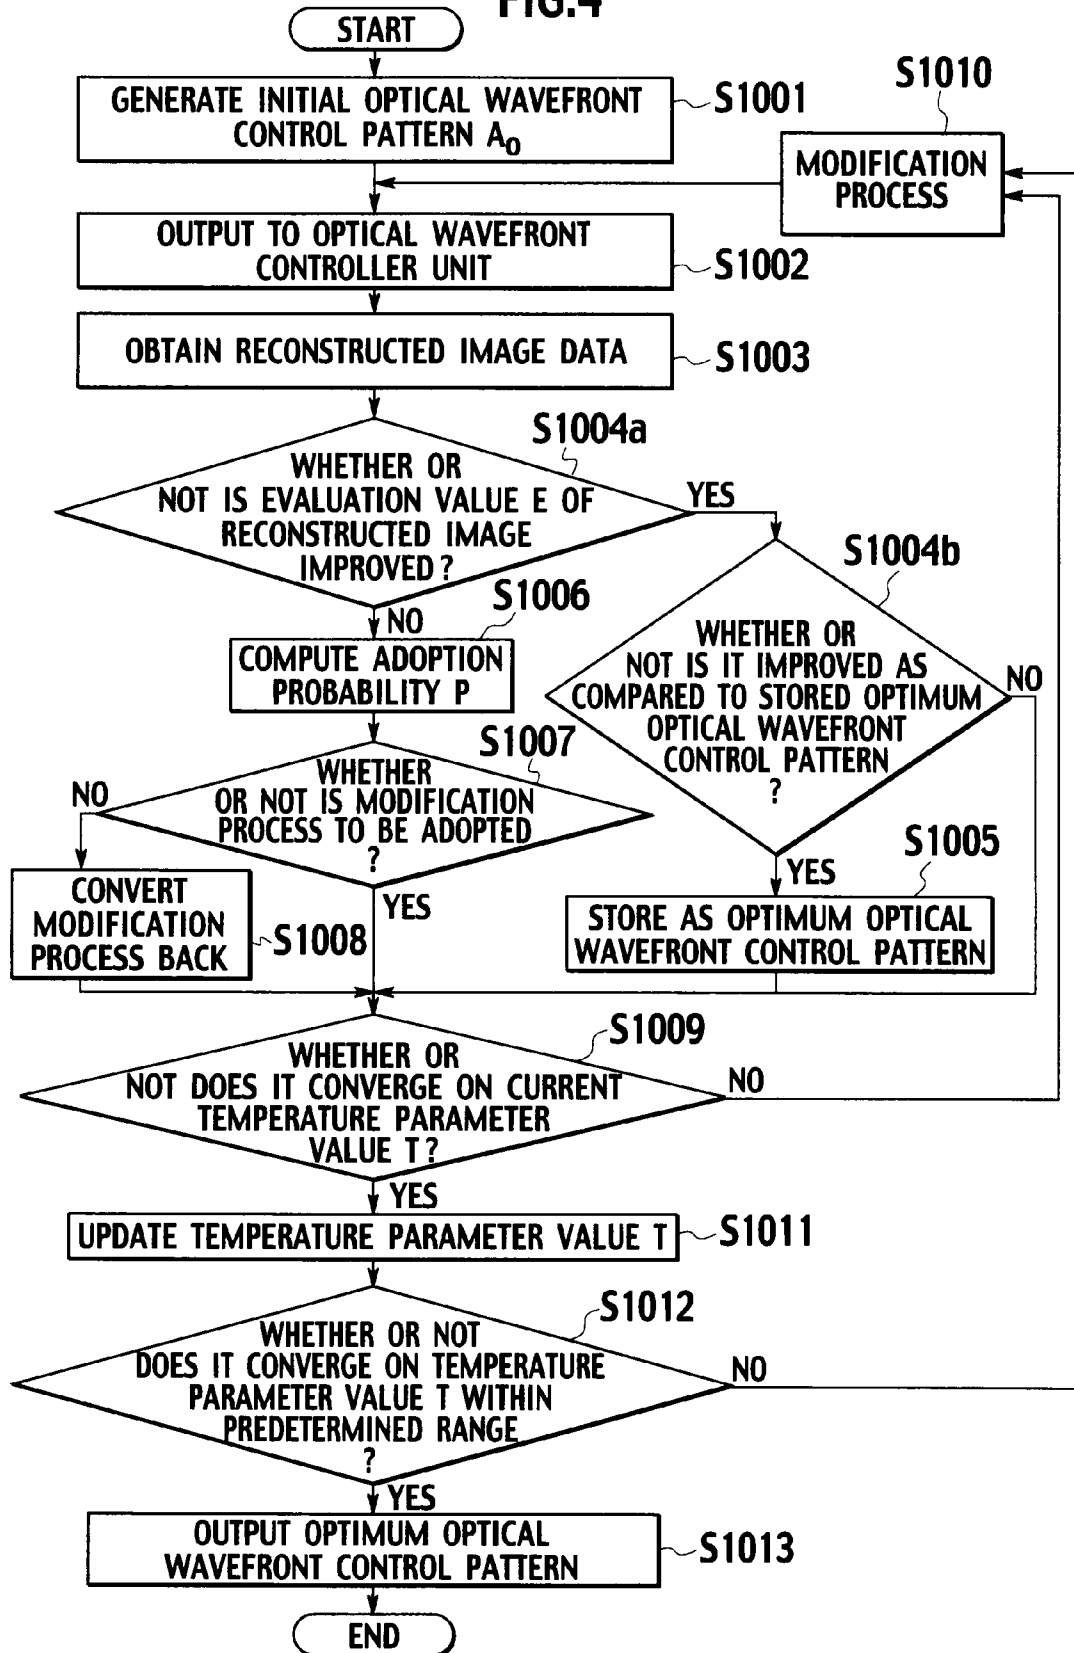 FIG.4
START
GENERATE INITIAL OPTICAL WAVEFRONT
CONTROL PATTERN A0
S1001
S1010
MODIFICATION
PROCESS
OUTPUT TO OPTICAL WAVEFRONT
CONTROLLER UNIT
S1002
OBTAIN RECONSTRUCTED IMAGE DATA
S1003
S1004a
WHETHER OR
NOT IS EVALUATION VALUE E OF
RECONSTRUCTED IMAGE
IMPROVED?
YES
NO
S1004b
WHETHER OR
NOT IS IT IMPROVED AS
COMPARED TO STORED OPTIMUM
OPTICAL WAVEFRONT
CONTROL PATTERN
?
NO
YES
S1006
COMPUTE ADOPTION
PROBABILITY P
S1007
WHETHER
OR NOT IS MODIFICATION
PROCESS TO BE ADOPTED
?
NO
YES
S1005
STORE AS OPTIMUM OPTICAL
WAVEFRONT CONTROL PATTERN
CONVERT
MODIFICATION
PROCESS BACK
S1008
S1009
WHETHER OR
NOT DOES IT CONVERGE ON CURRENT
TEMPERATURE PARAMETER
VALUE T?
NO
YES
UPDATE TEMPERATURE PARAMETER VALUE T
S1011
S1012
WHETHER OR NOT
DOES IT CONVERGE ON TEMPERATURE
PARAMETER VALUE T WITHIN
PREDETERMINED RANGE
?
NO
YES
OUTPUT OPTIMUM OPTICAL
WAVEFRONT CONTROL PATTERN
S1013
END